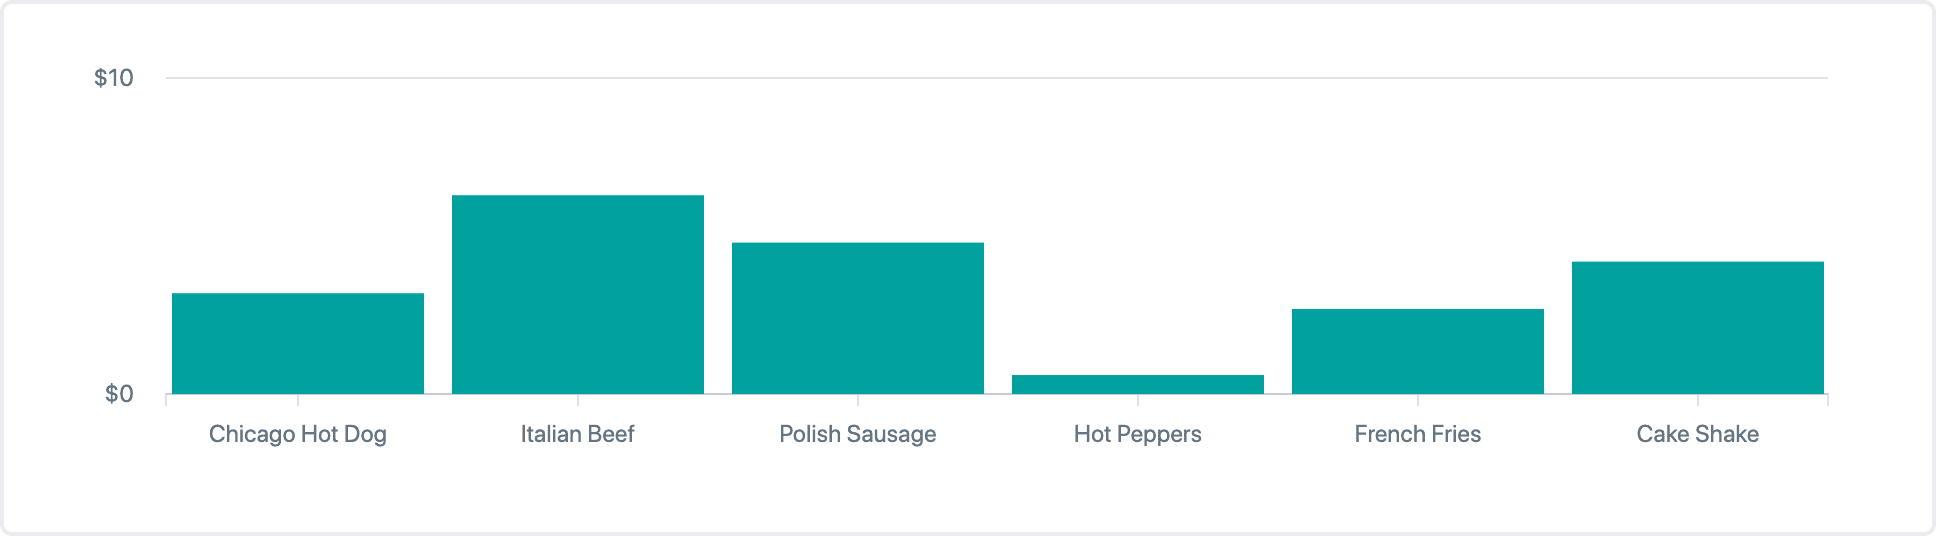 $10
$0
Chicago Hot Dog
Italian Beef
Polish Sausage
Hot Peppers
French Fries
Cake Shake